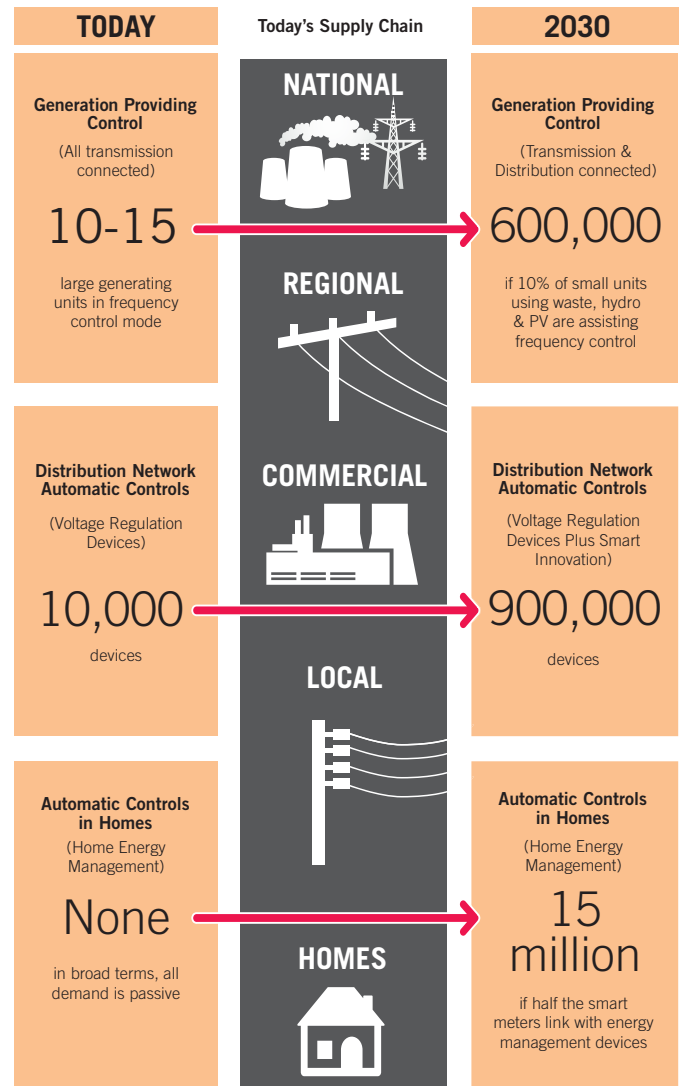 TODAY
Today's Supply Chain
2030
NATIONAL
Generation Providing
Control
(All transmission
connected)
10-15
large generating
units in frequency
control mode
Generation Providing
Control
(Transmission &
Distribution connected)
600,000
if 10% of small units
using waste, hydro
& PV are assisting
frequency control
REGIONAL
COMMERCIAL
Distribution Network
Automatic Controls
(Voltage Regulation
Devices)
10,000
devices
Distribution Network
Automatic Controls
(Voltage Regulation
Devices Plus Smart
Innovation)
900,000
devices
LOCAL
Automatic Controls
in Homes
(Home Energy
Management)
None
in broad terms, all
demand is passive
Automatic Controls
in Homes
(Home Energy
Management)
15
million
if half the smart
meters link with energy
management devices
HOMES